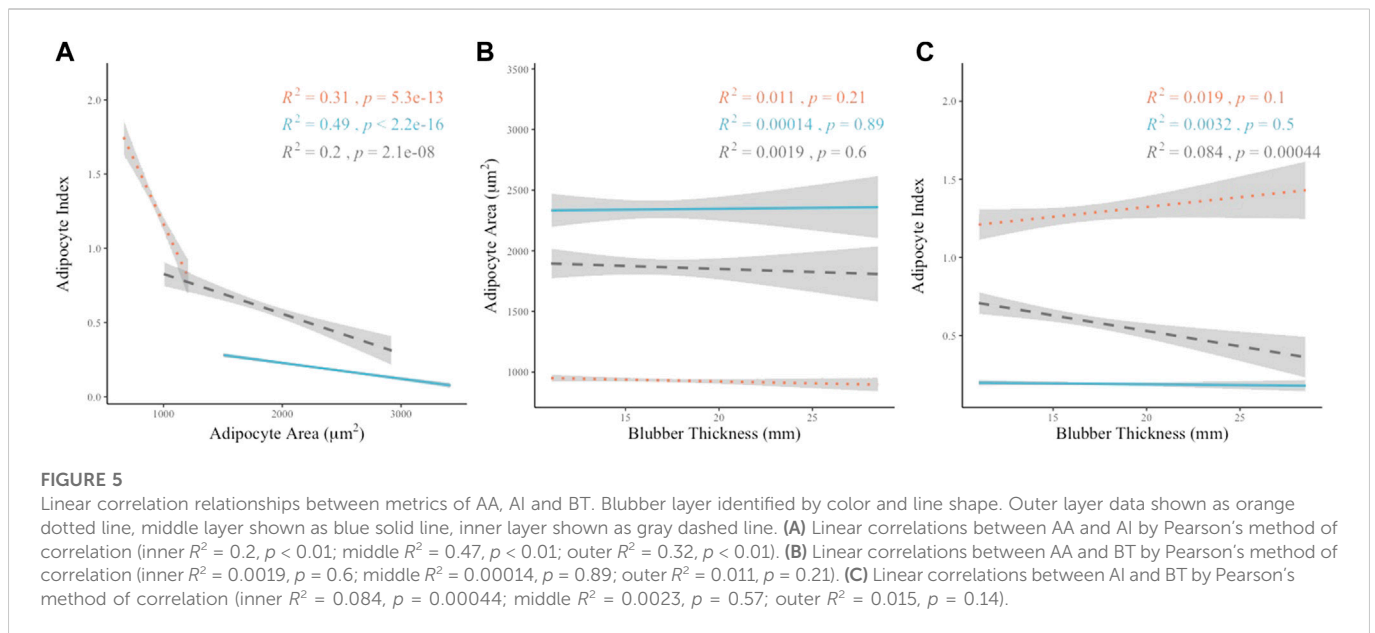 A
2.0
1.5
1.0
0.5
0.0
Adipocyte Index
R² = 0.31 , p = 5.3e-13
R² = 0.49 , p < 2.2e-16
R² = 0.2 , p = 2.1e-08
1000
2000
3000
Adipocyte Area (μm²)
B
3500
3000
2500
2000
1500
1000
Adipocyte Area (μm²)
R² = 0.011 , p = 0.21
R² = 0.00014 , p = 0.89
R² = 0.0019 , p = 0.6
15
20
25
Blubber Thickness (mm)
C
2.0
1.5
1.0
0.5
Adipocyte Index
R² = 0.019 , p = 0.1
R² = 0.0032 , p = 0.5
R² = 0.084 , p = 0.00044
15
20
25
Blubber Thickness (mm)
FIGURE 5
Linear correlation relationships between metrics of AA, AI and BT. Blubber layer identified by color and line shape. Outer layer data shown as orange
dotted line, middle layer shown as blue solid line, inner layer shown as gray dashed line. (A) Linear correlations between AA and AI by Pearson's method of
correlation (inner R² = 0.2, p < 0.01; middle R² = 0.47, p < 0.01; outer R² = 0.32, p < 0.01). (B) Linear correlations between AA and BT by Pearson's method of
correlation (inner R² = 0.0019, p = 0.6; middle R² = 0.00014, p = 0.89; outer R² = 0.011, p = 0.21). (C) Linear correlations between AI and BT by Pearson's
method of correlation (inner R² = 0.084, p = 0.00044; middle R² = 0.0023, p = 0.57; outer R² = 0.015, p = 0.14).